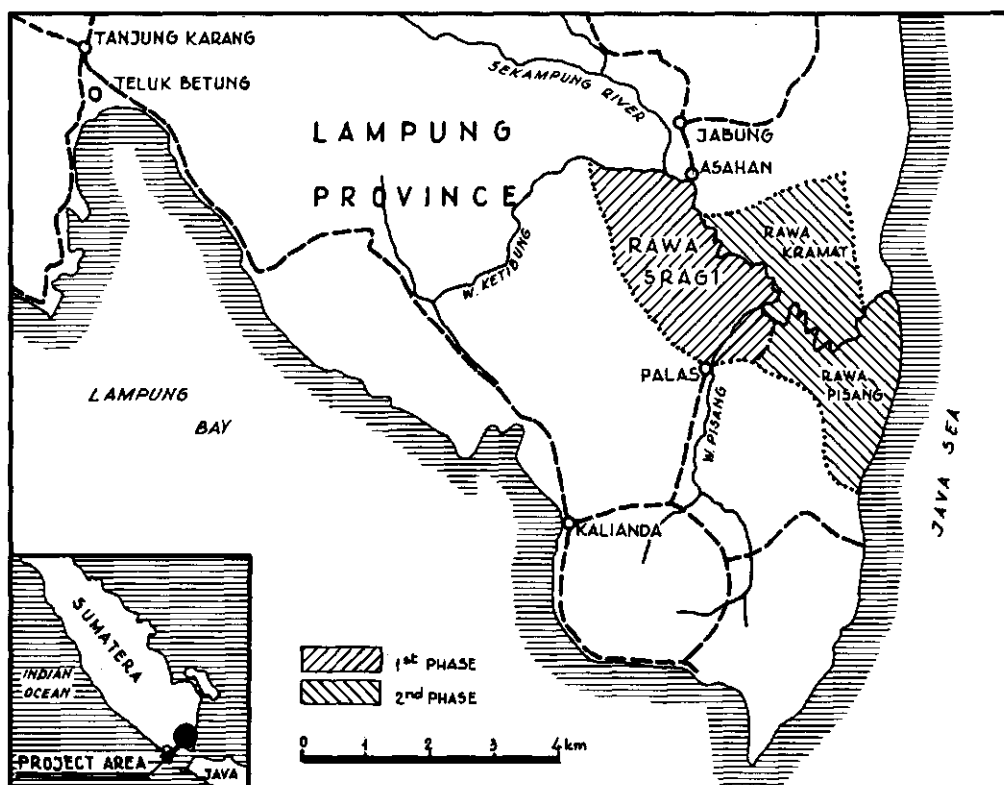 TANJUNG KARANG
TELUK BETUNG
SEKAMPUNG RIVER
LAMPUNG
PROVINCE
JABUNG
ASAHAN
RAWA
KRAMAT
RAWA
SRAGI
W. KETIBUNG
PALAS
RAWA
PISANG
W. PISANG
LAMPUNG
BAY
JAVA SEA
KALIANDA
SUMATERA
INDIAN
OCEAN
PROJECT AREA
JAVA
1st PHASE
2nd PHASE
0 1 2 3 4 km